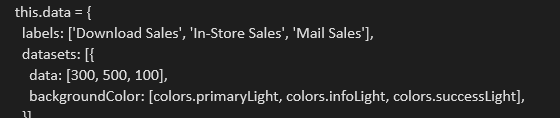 this.data = {
labels: ['Download Sales', 'In-Store Sales', 'Mail Sales'],
datasets: [{
data: [300, 500, 100],
backgroundColor: [colors.primaryLight, colors.infoLight, colors.successLight],
}]